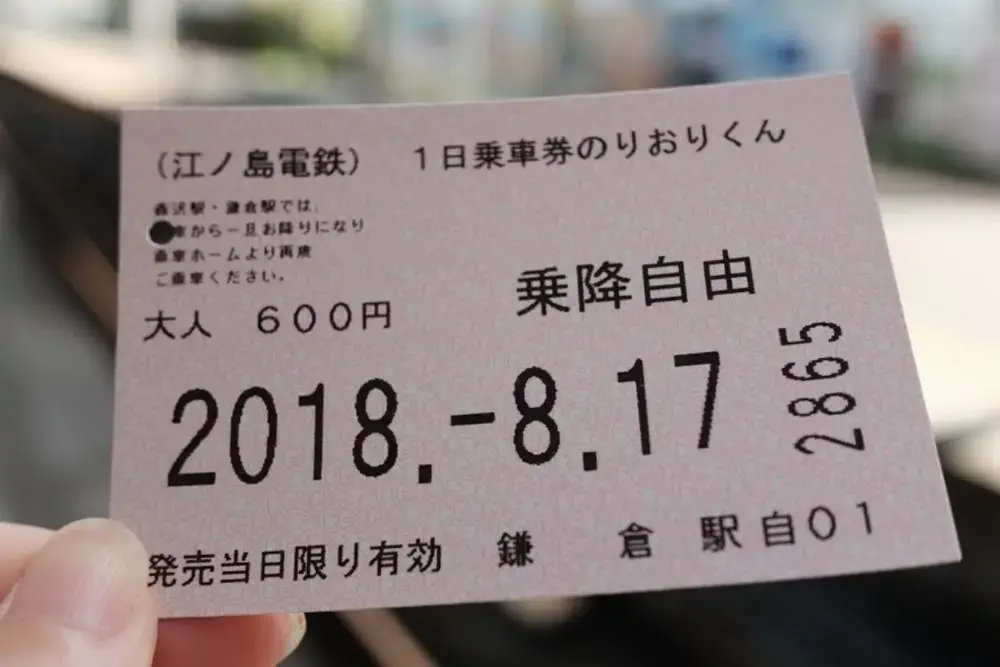 (江ノ島電鉄) 1日乗車券のりおりくん
藤沢駅・鎌倉駅では、
車から一旦お降りになり
乗車ホームより再度
ご乗車ください。
乗降自由
大人 600円
2018.-8.17
2865
発売当日限り有効 鎌 倉 駅自01